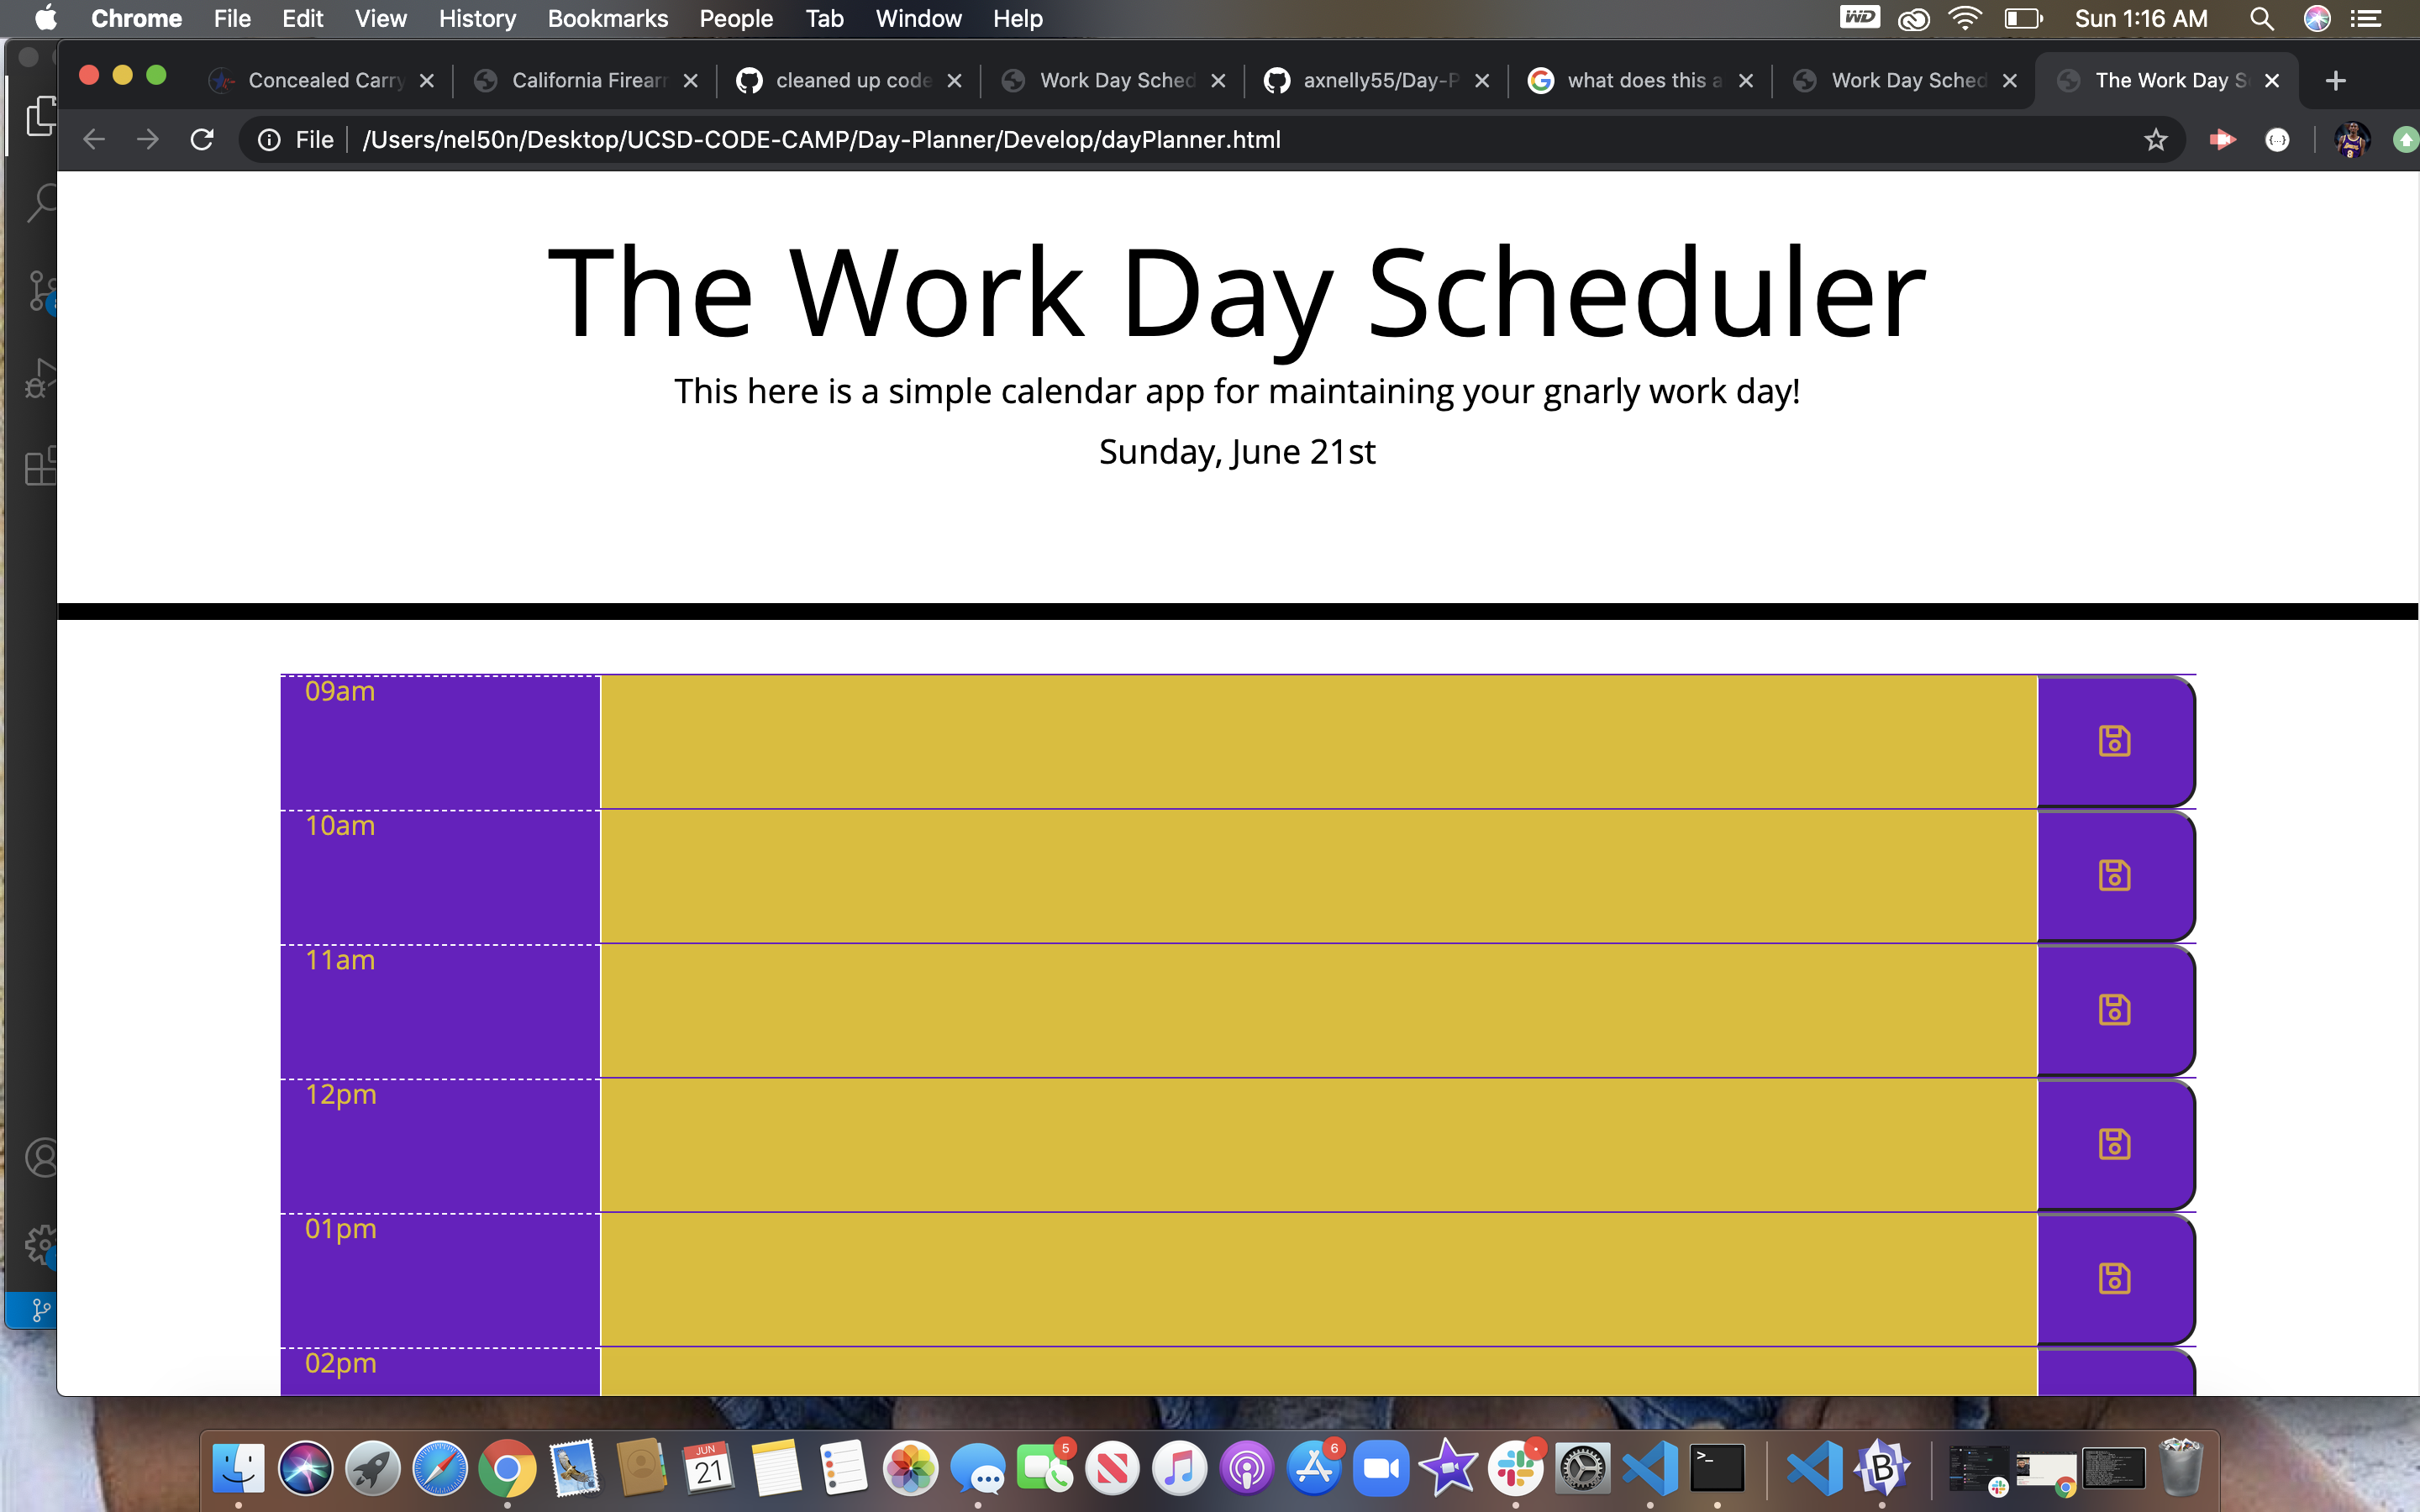 Chrome File Edit View History Bookmarks People Tab Window Help WD Sun 1:16 AM
Concealed Carry California Firearm cleaned up code Work Day Sched axnelly55/Day-P what does this a Work Day Sched The Work Day S
File /Users/nel50n/Desktop/UCSD-CODE-CAMP/Day-Planner/Develop/dayPlanner.html
The Work Day Scheduler
This here is a simple calendar app for maintaining your gnarly work day!
Sunday, June 21st
09am
10am
11am
12pm
01pm
02pm
JUN
21
5
6
>_
B